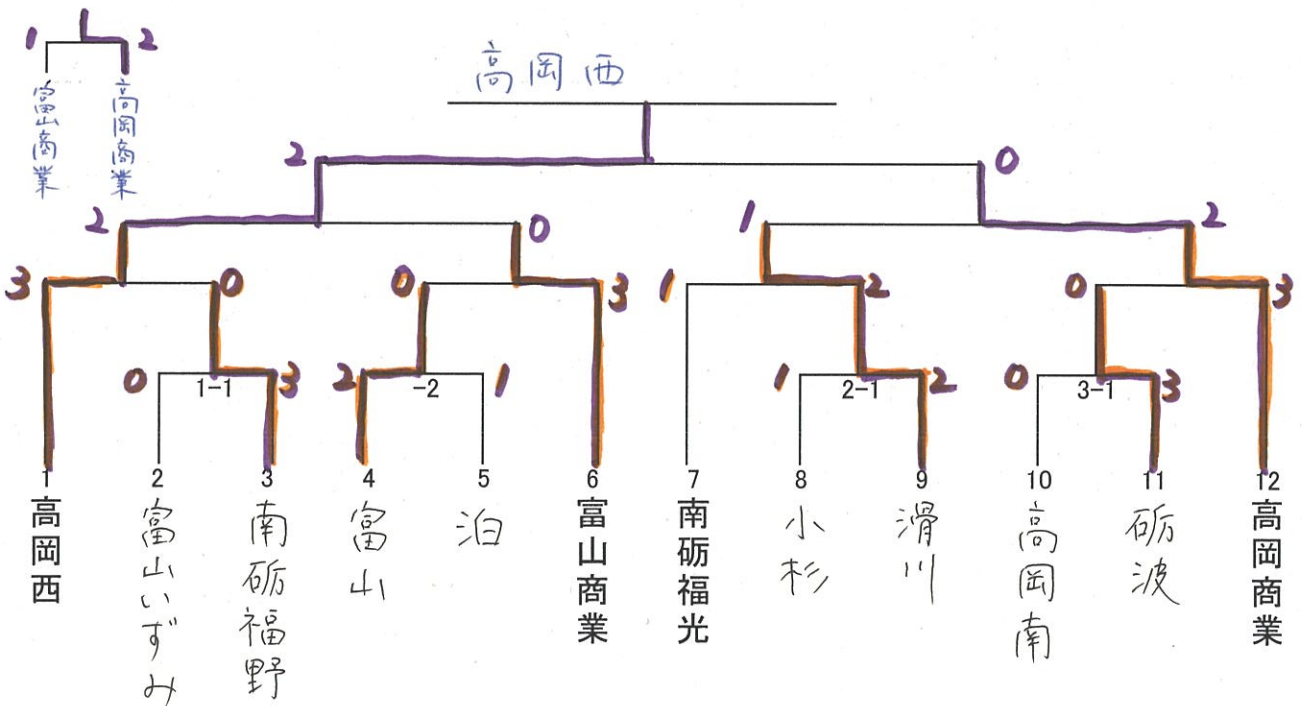 1 2
富山商業
高岡商業
高岡西
2 0
2 0 1 2
3 0 0 3 1 2 0 3
0 1-1 3 2 -2 1 1 2-1 2 0 3-1 3
1 2 3 4 5 6 7 8 9 10 11 12
高岡西
富山いずみ
南砺福野
富山
泊
富山商業
南砺福光
小杉
滑川
高岡南
砺波
高岡商業